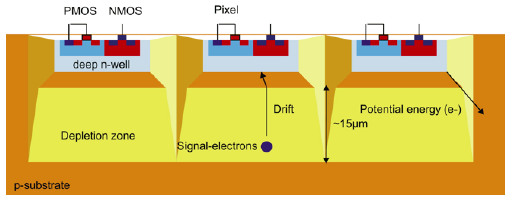 PMOS NMOS Pixel
deep n-well
Drift Potential energy (e-)
~15µm
Depletion zone Signal-electrons
p-substrate